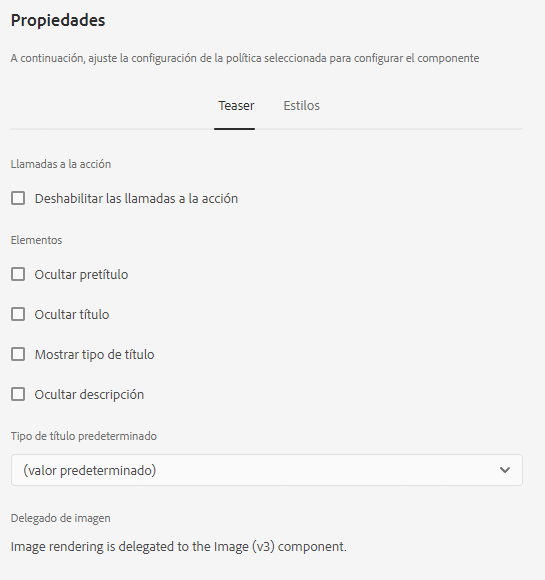 Propiedades
A continuación, ajuste la configuración de la política seleccionada para configurar el componente
Teaser Estilos
Llamadas a la acción
Deshabilitar las llamadas a la acción
Elementos
Ocultar pretítulo
Ocultar título
Mostrar tipo de título
Ocultar descripción
Tipo de título predeterminado
(valor predeterminado)
Delegado de imagen
Image rendering is delegated to the Image (v3) component.